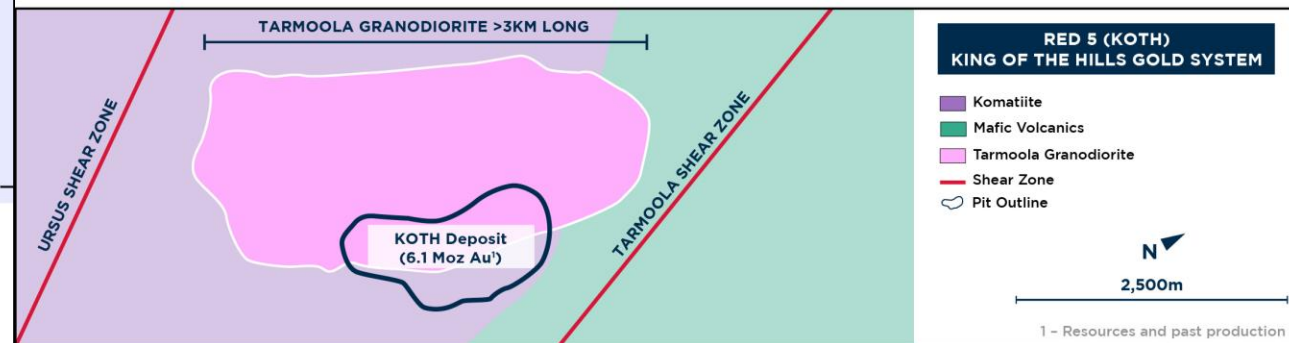 TARMOOLA GRANODIORITE >3KM LONG
URSUS SHEAR ZONE
TARMOOLA SHEAR ZONE
KOTH Deposit
(6.1 Moz Au¹)
RED 5 (KOTH)
KING OF THE HILLS GOLD SYSTEM
Komatiite
Mafic Volcanics
Tarmoola Granodiorite
Shear Zone
Pit Outline
N
2,500m
1 – Resources and past production